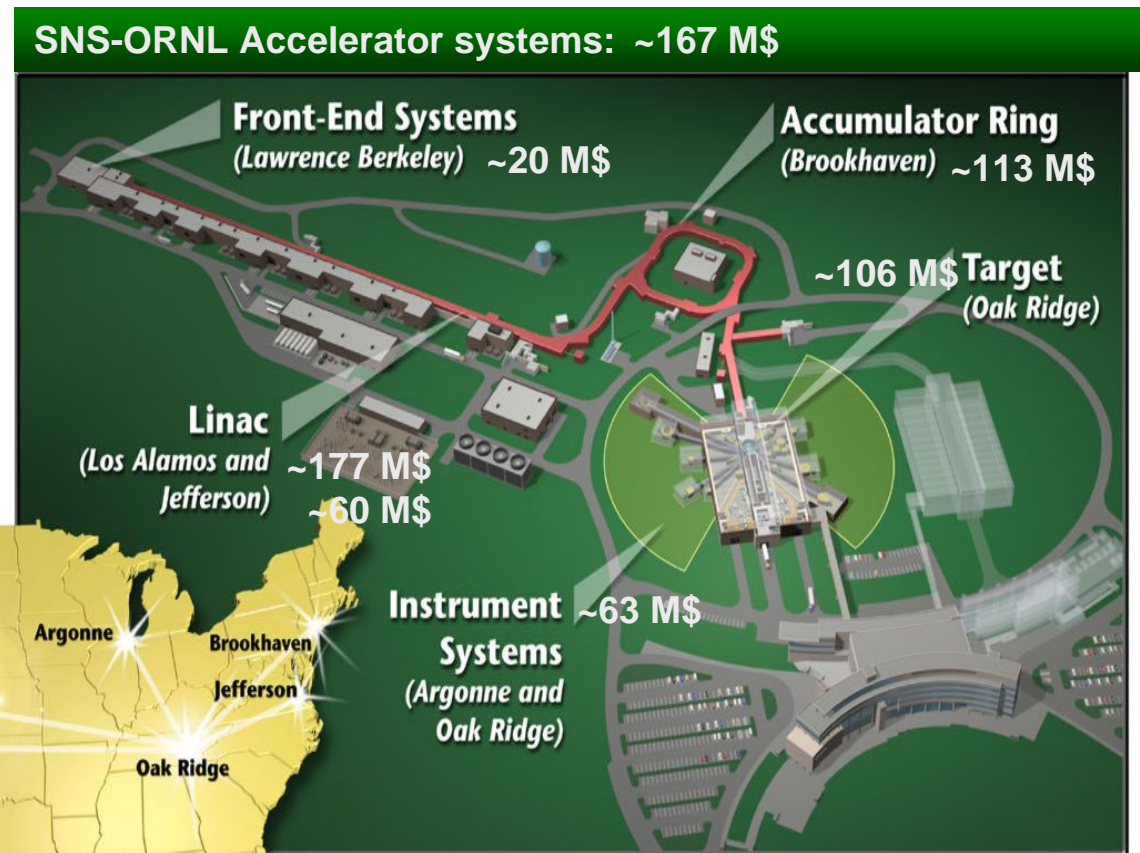 SNS-ORNL Accelerator systems: ~167 M$
Front-End Systems
(Lawrence Berkeley) ~20 M$
Accumulator Ring
(Brookhaven) ~113 M$
~106 M$ Target
(Oak Ridge)
Linac
(Los Alamos and
Jefferson)
~177 M$
~60 M$
Instrument
Systems
(Argonne and
Oak Ridge)
~63 M$
Argonne
Brookhaven
Jefferson
Oak Ridge